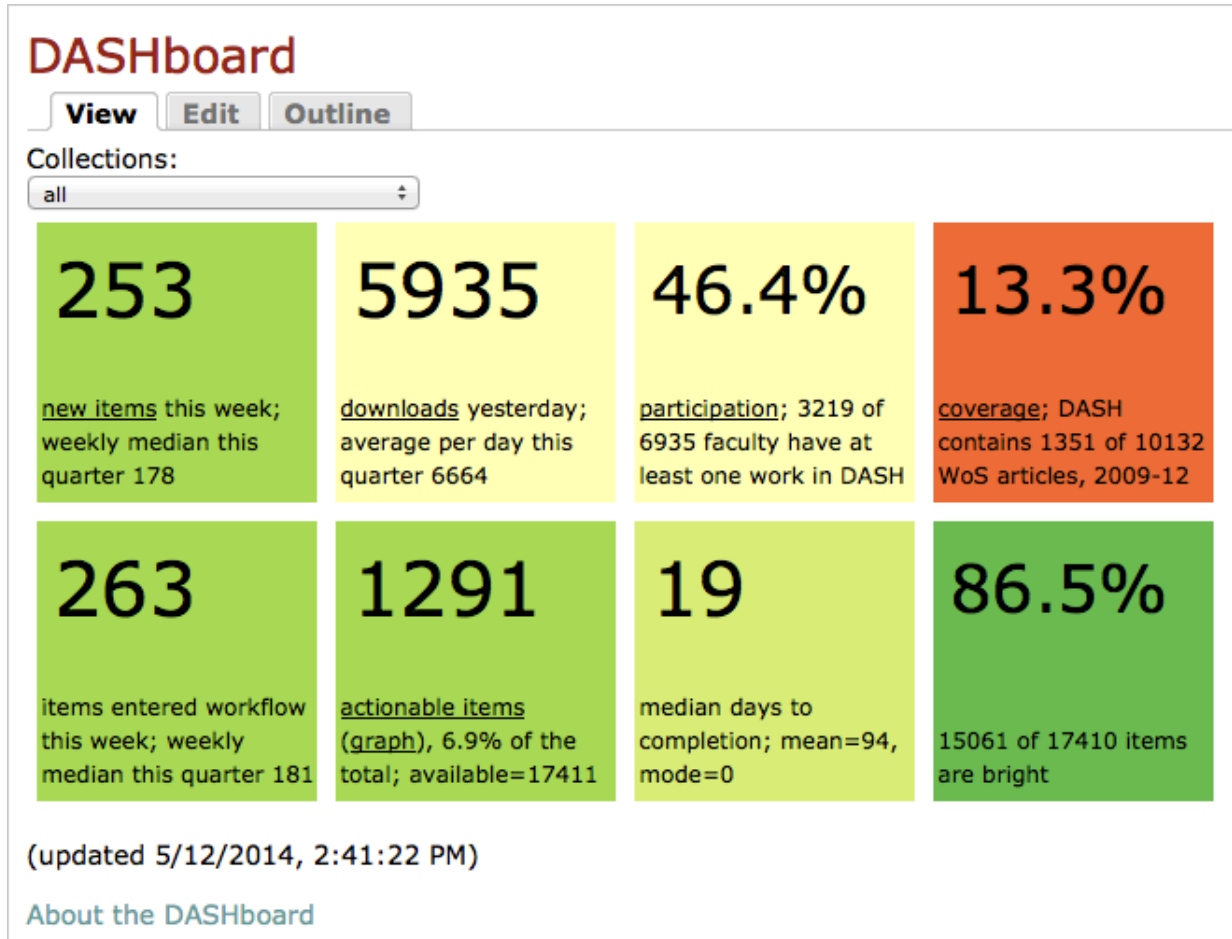 DASHboard
View Edit Outline
Collections:
all
253
new items this week;
weekly median this
quarter 178
5935
downloads yesterday;
average per day this
quarter 6664
46.4%
participation; 3219 of
6935 faculty have at
least one work in DASH
13.3%
coverage; DASH
contains 1351 of 10132
WoS articles, 2009-12
263
items entered workflow
this week; weekly
median this quarter 181
1291
actionable items
(graph), 6.9% of the
total; available=17411
19
median days to
completion; mean=94,
mode=0
86.5%
15061 of 17410 items
are bright
(updated 5/12/2014, 2:41:22 PM)
About the DASHboard